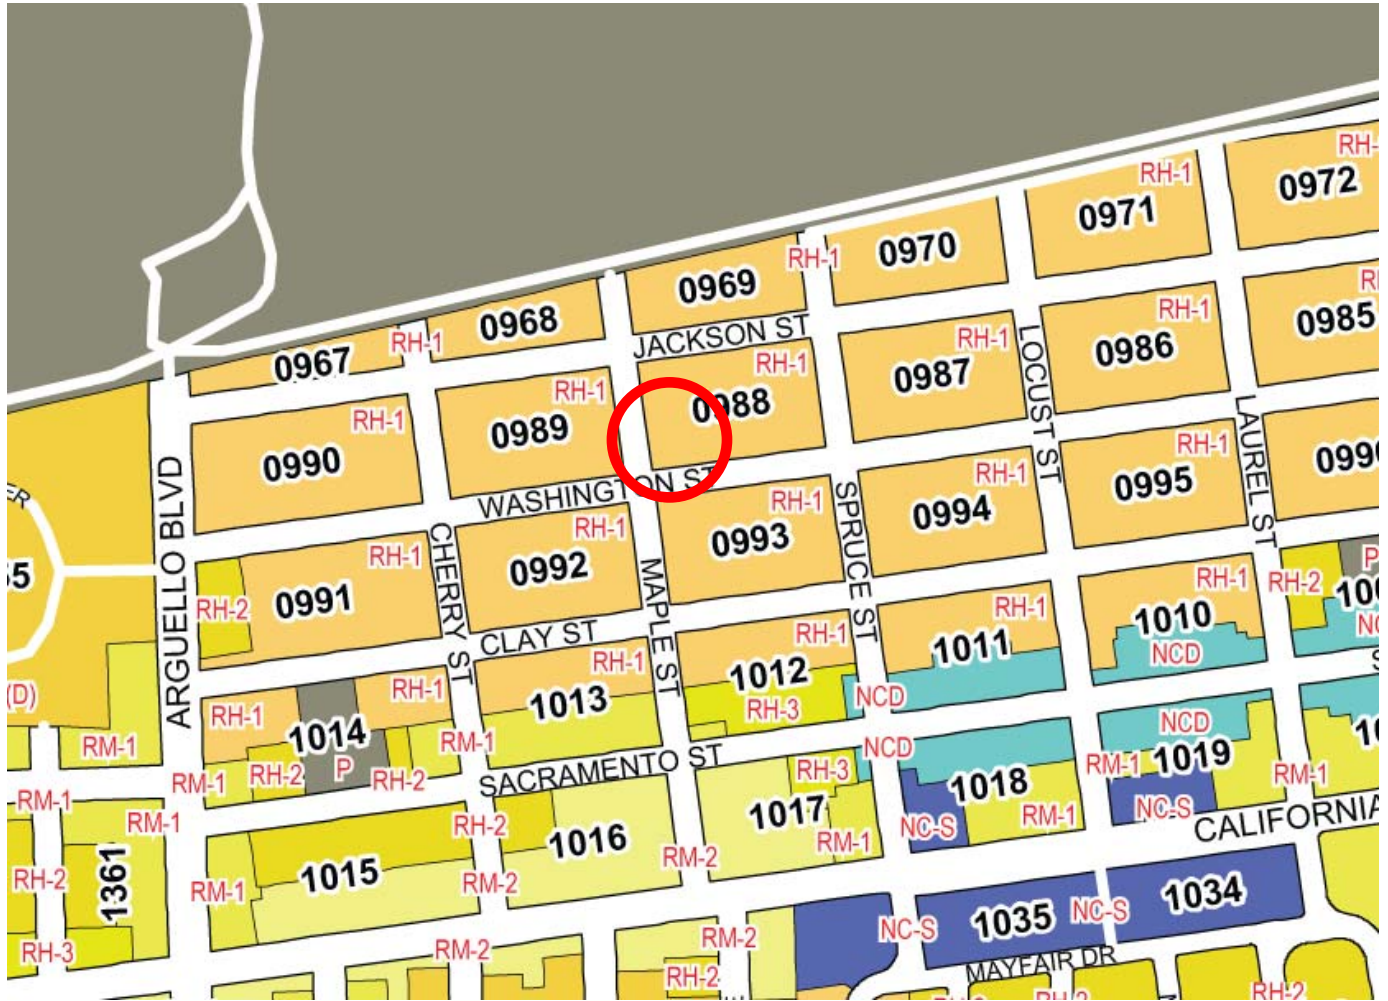 RH-1
0972
RH-1
0971
RH-1
0970
RH-1
0969
0968
RH-1
0967
JACKSON ST
RH-1
0985
RH-1
0986
RH-1
0987
LOCUST ST
RH-1
0988
RH-1
0989
RH-1
0990
LAUREL ST
RH-1
0995
RH-1
0994
SPRUCE ST
WASHINGTON ST
RH-1
0993
RH-1
0992
MAPLE ST
CHERRY ST
RH-1
0991
RH-2
ARGUELLO BLVD
CLAY ST
RH-2
P
RH-1
1010
NCD
RH-1
1011
NCD
RH-1
1012
RH-3
RH-1
1013
RM-1
RH-1
RH-1
1014
P
RH-2
RH-2
(D)
RM-1
RM-1
SACRAMENTO ST
NCD
NCD
1019
RM-1
RM-1
NC-S
1018
RM-1
NC-S
RH-3
1017
RM-1
RM-2
RH-2
1016
1015
RM-2
RM-1
RM-1
RM-1
RH-2
1361
RH-3
CALIFORNIA
1034
NC-S
1035
NC-S
MAYFAIR DR
RM-2
RM-2
RH-2
RH-2